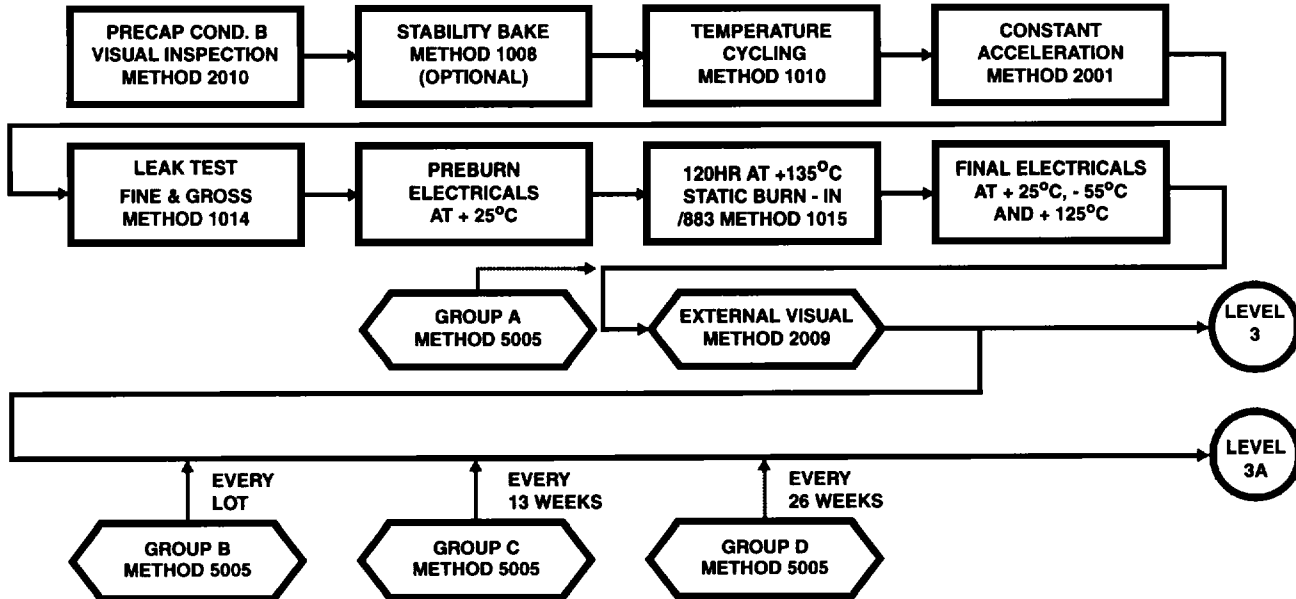 PRECAP COND. B
VISUAL INSPECTION
METHOD 2010
STABILITY BAKE
METHOD 1008
(OPTIONAL)
TEMPERATURE
CYCLING
METHOD 1010
CONSTANT
ACCELERATION
METHOD 2001
LEAK TEST
FINE & GROSS
METHOD 1014
PREBURN
ELECTRICALS
AT + 25°C
120HR AT +135°C
STATIC BURN - IN
/883 METHOD 1015
FINAL ELECTRICALS
AT + 25°C, - 55°C
AND + 125°C
GROUP A
METHOD 5005
EXTERNAL VISUAL
METHOD 2009
LEVEL
3
LEVEL
3A
EVERY
LOT
EVERY
13 WEEKS
EVERY
26 WEEKS
GROUP B
METHOD 5005
GROUP C
METHOD 5005
GROUP D
METHOD 5005